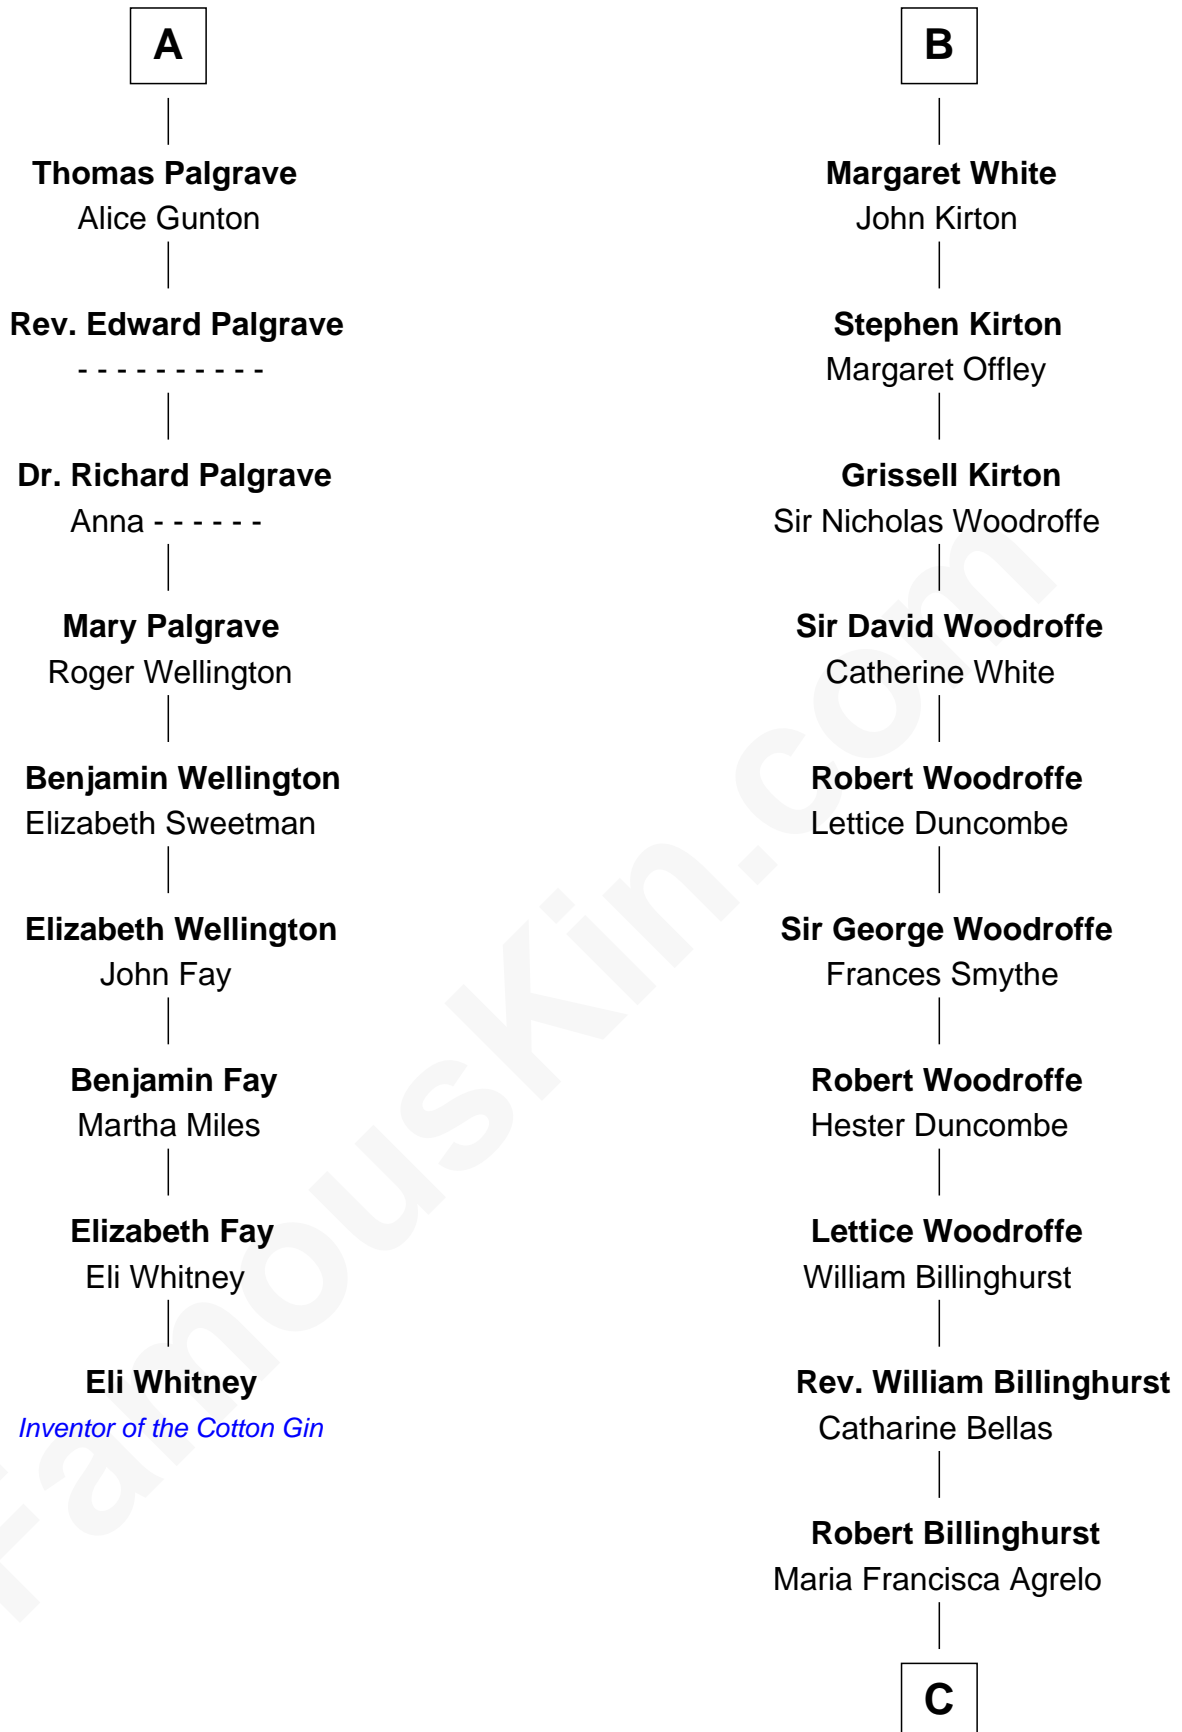 A
Thomas Palgrave
Alice Gunton
Rev. Edward Palgrave
- - - - - - - - - -
Dr. Richard Palgrave
Anna - - - - - -
Mary Palgrave
Roger Wellington
Benjamin Wellington
Elizabeth Sweetman
Elizabeth Wellington
John Fay
Benjamin Fay
Martha Miles
Elizabeth Fay
Eli Whitney
Eli Whitney
Inventor of the Cotton Gin
B
Margaret White
John Kirton
Stephen Kirton
Margaret Offley
Grissell Kirton
Sir Nicholas Woodroffe
Sir David Woodroffe
Catherine White
Robert Woodroffe
Lettice Duncombe
Sir George Woodroffe
Frances Smythe
Robert Woodroffe
Hester Duncombe
Lettice Woodroffe
William Billinghurst
Rev. William Billinghurst
Catharine Bellas
Robert Billinghurst
Maria Francisca Agrelo
C
FamousKin.com